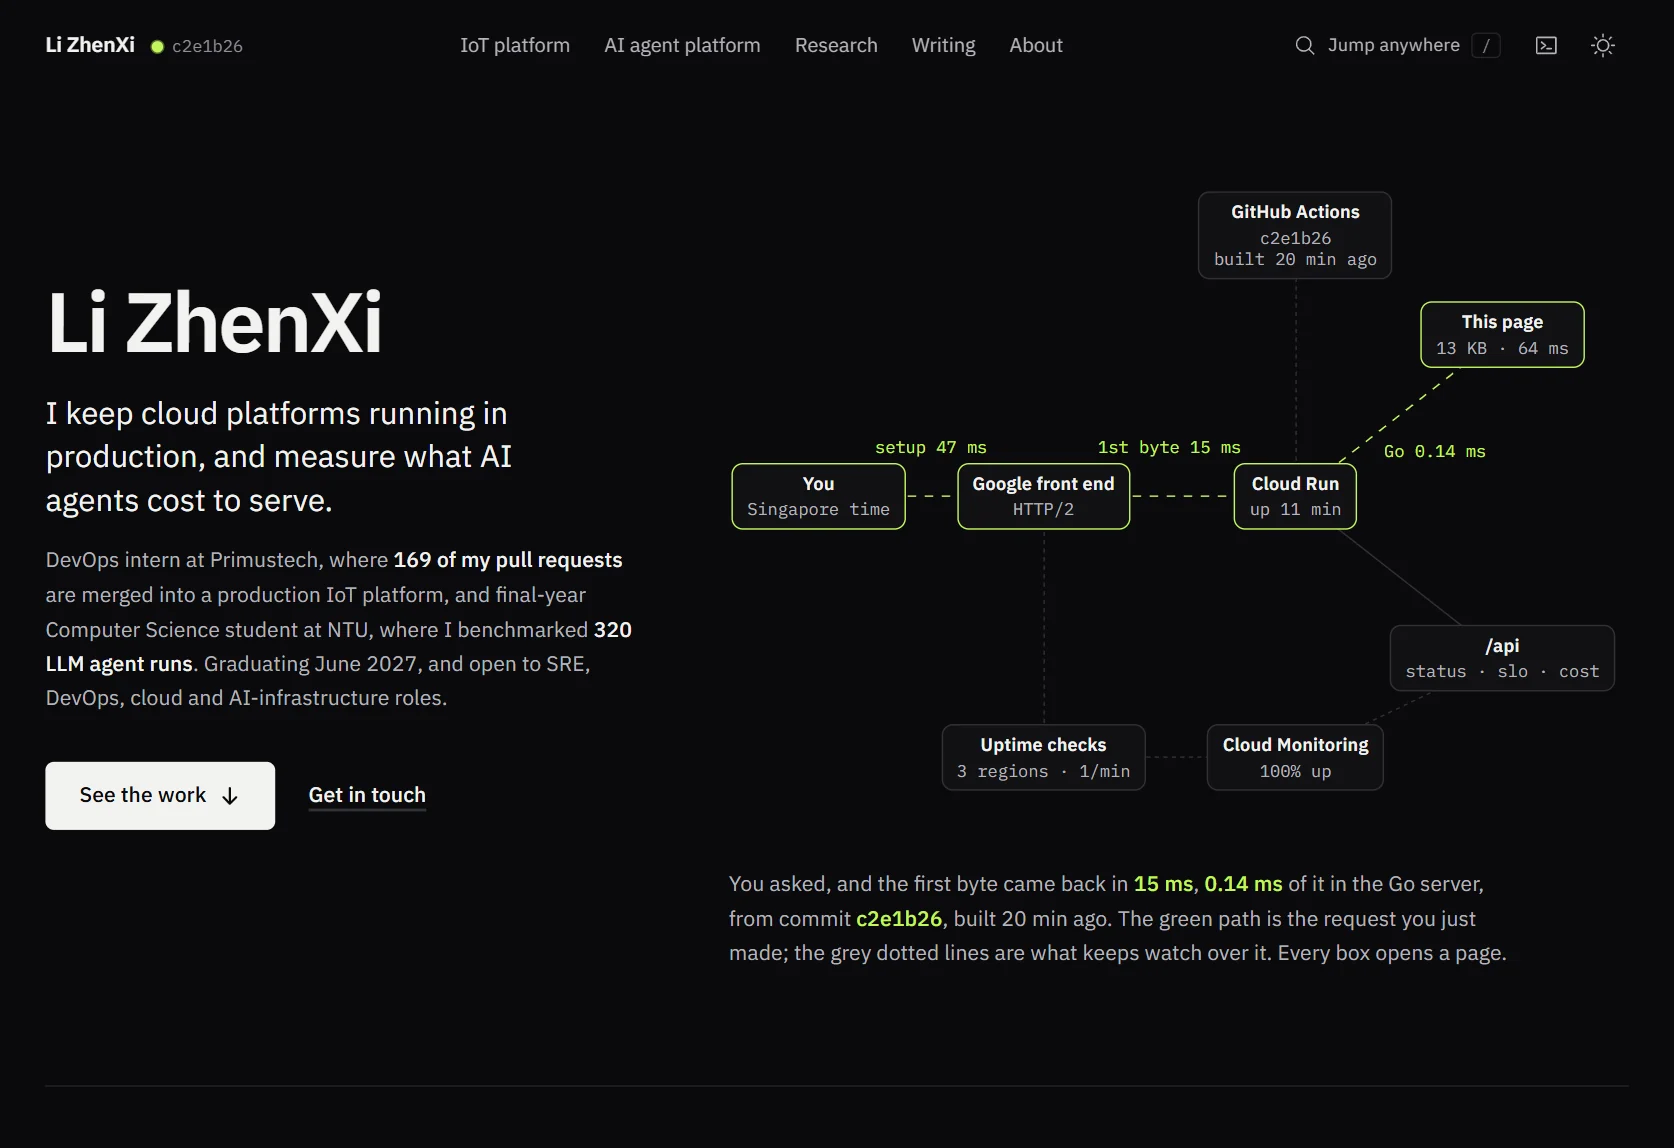 Li ZhenXi
c2e1b26
IoT platform
AI agent platform
Research
Writing
About
Jump anywhere
/
Li ZhenXi
I keep cloud platforms running in
production, and measure what AI
agents cost to serve.
DevOps intern at Primustech, where 169 of my pull requests
are merged into a production IoT platform, and final-year
Computer Science student at NTU, where I benchmarked 320
LLM agent runs. Graduating June 2027, and open to SRE,
DevOps, cloud and AI-infrastructure roles.
See the work ↓
Get in touch
GitHub Actions
c2e1b26
built 20 min ago
This page
13 KB · 64 ms
setup 47 ms
1st byte 15 ms
Go 0.14 ms
You
Singapore time
Google front end
HTTP/2
Cloud Run
up 11 min
/api
status · slo · cost
Uptime checks
3 regions · 1/min
Cloud Monitoring
100% up
You asked, and the first byte came back in 15 ms, 0.14 ms of it in the Go server,
from commit c2e1b26, built 20 min ago. The green path is the request you just
made; the grey dotted lines are what keeps watch over it. Every box opens a page.